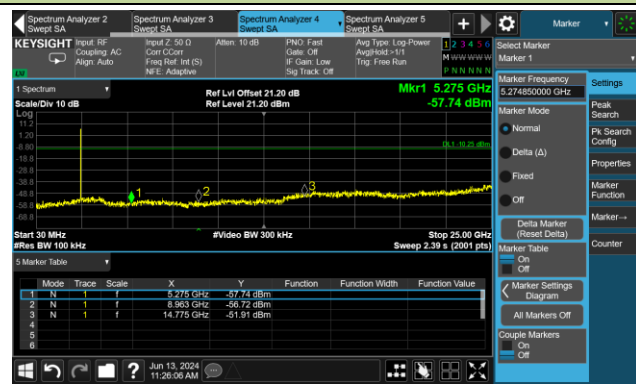 Spectrum Analyzer 2
Swept SA
Spectrum Analyzer 3
Swept SA
Spectrum Analyzer 4
Swept SA
Spectrum Analyzer 5
Swept SA
+
Marker
KEYSIGHT
Input: RF
Coupling: AC
Align: Auto
Input Z: 50 Ω
Corr CCorr
Freq Ref: Int (S)
NFE: Adaptive
Atten: 10 dB
PNO: Fast
Gate: Off
IF Gain: Low
Sig Track: Off
Avg Type: Log-Power
Avg|Hold:>1/1
Trig: Free Run
1 2 3 4 5 6
M W W W W W
P N N N N N
Select Marker
Marker 1
1 Spectrum
Scale/Div 10 dB
Ref Lvl Offset 21.20 dB
Ref Level 21.20 dBm
Mkr1 5.275 GHz
-57.74 dBm
Log
11.2
1.20
-8.80
-18.8
-28.8
-38.8
-48.8
-58.8
-68.8
DL1 -10.25 dBm
1
2
3
Start 30 MHz
#Res BW 100 kHz
#Video BW 300 kHz
Stop 25.00 GHz
Sweep 2.39 s (2001 pts)
5 Marker Table
Mode Trace Scale X Y Function Function Width Function Value
1 N 1 f 5.275 GHz -57.74 dBm
2 N 1 f 8.963 GHz -56.72 dBm
3 N 1 f 14.775 GHz -51.91 dBm
4
5
6
Marker Frequency
5.274850000 GHz
Marker Mode
Normal
Delta (Δ)
Fixed
Off
Delta Marker
(Reset Delta)
Marker Table
On
Off
Marker Settings
Diagram
All Markers Off
Couple Markers
On
Off
Settings
Peak
Search
Pk Search
Config
Properties
Marker
Function
Marker→
Counter
?
Jun 13, 2024
11:26:06 AM